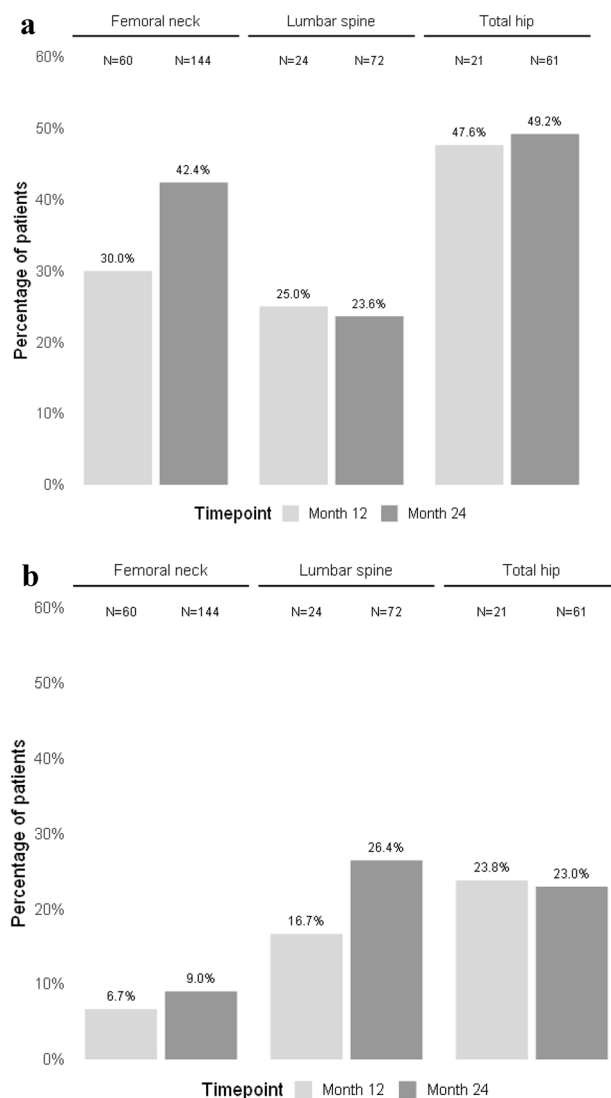 a
Femoral neck Lumbar spine Total hip
60% N=60 N=144 N=24 N=72 N=21 N=61
50%
49.2%
47.6%
42.4%
40%
30.0%
30%
25.0%
23.6%
20%
10%
0%
Percentage of patients
Timepoint Month 12 Month 24
b
Femoral neck Lumbar spine Total hip
60% N=60 N=144 N=24 N=72 N=21 N=61
50%
40%
30%
26.4%
23.8%
23.0%
20%
16.7%
10%
9.0%
6.7%
0%
Percentage of patients
Timepoint Month 12 Month 24